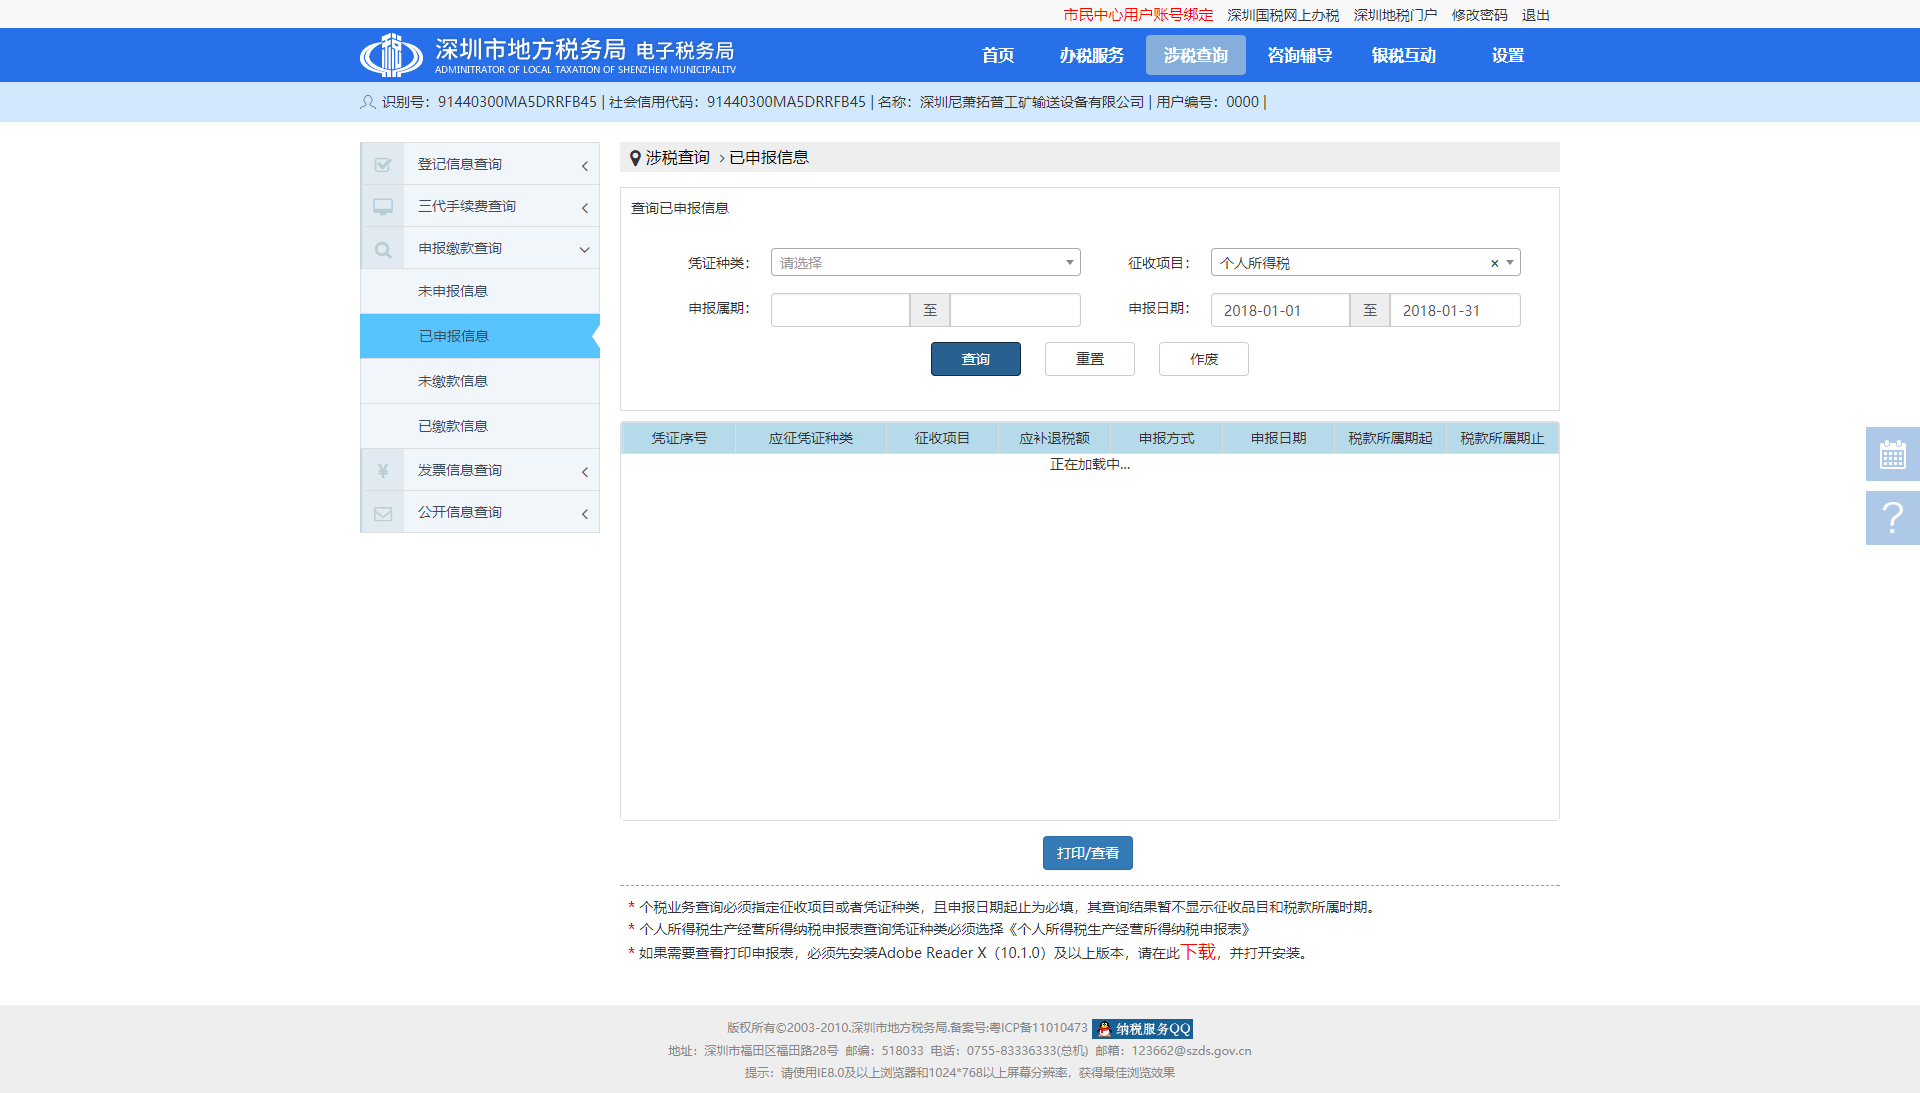 市民中心用户账号绑定 深圳国税网上办税 深圳地税门户 修改密码 退出
深圳市地方税务局 电子税务局
ADMINITRATOR OF LOCAL TAXATION OF SHENZHEN MUNICIPALITV
首页 办税服务 涉税查询 咨询辅导 银税互动 设置
识别号：91440300MA5DRRFB45 | 社会信用代码：91440300MA5DRRFB45 | 名称：深圳尼萧拓普工矿输送设备有限公司 | 用户编号：0000 |
登记信息查询
三代手续费查询
申报缴款查询
未申报信息
已申报信息
未缴款信息
已缴款信息
发票信息查询
公开信息查询
涉税查询 > 已申报信息
查询已申报信息
凭证种类： 请选择 征收项目： 个人所得税 ×
申报属期： 至 申报日期： 2018-01-01 至 2018-01-31
查询 重置 作废
凭证序号 应征凭证种类 征收项目 应补退税额 申报方式 申报日期 税款所属期起 税款所属期止
正在加载中...
打印/查看
* 个税业务查询必须指定征收项目或者凭证种类，且申报日期起止为必填，其查询结果暂不显示征收品目和税款所属时期。
* 个人所得税生产经营所得纳税申报表查询凭证种类必须选择《个人所得税生产经营所得纳税申报表》
* 如果需要查看打印申报表，必须先安装Adobe Reader X（10.1.0）及以上版本，请在此下载，并打开安装。
版权所有©2003-2010.深圳市地方税务局.备案号:粤ICP备11010473 纳税服务QQ
地址：深圳市福田区福田路28号 邮编：518033 电话：0755-83336333(总机) 邮箱：123662@szds.gov.cn
提示：请使用IE8.0及以上浏览器和1024*768以上屏幕分辨率，获得最佳浏览效果